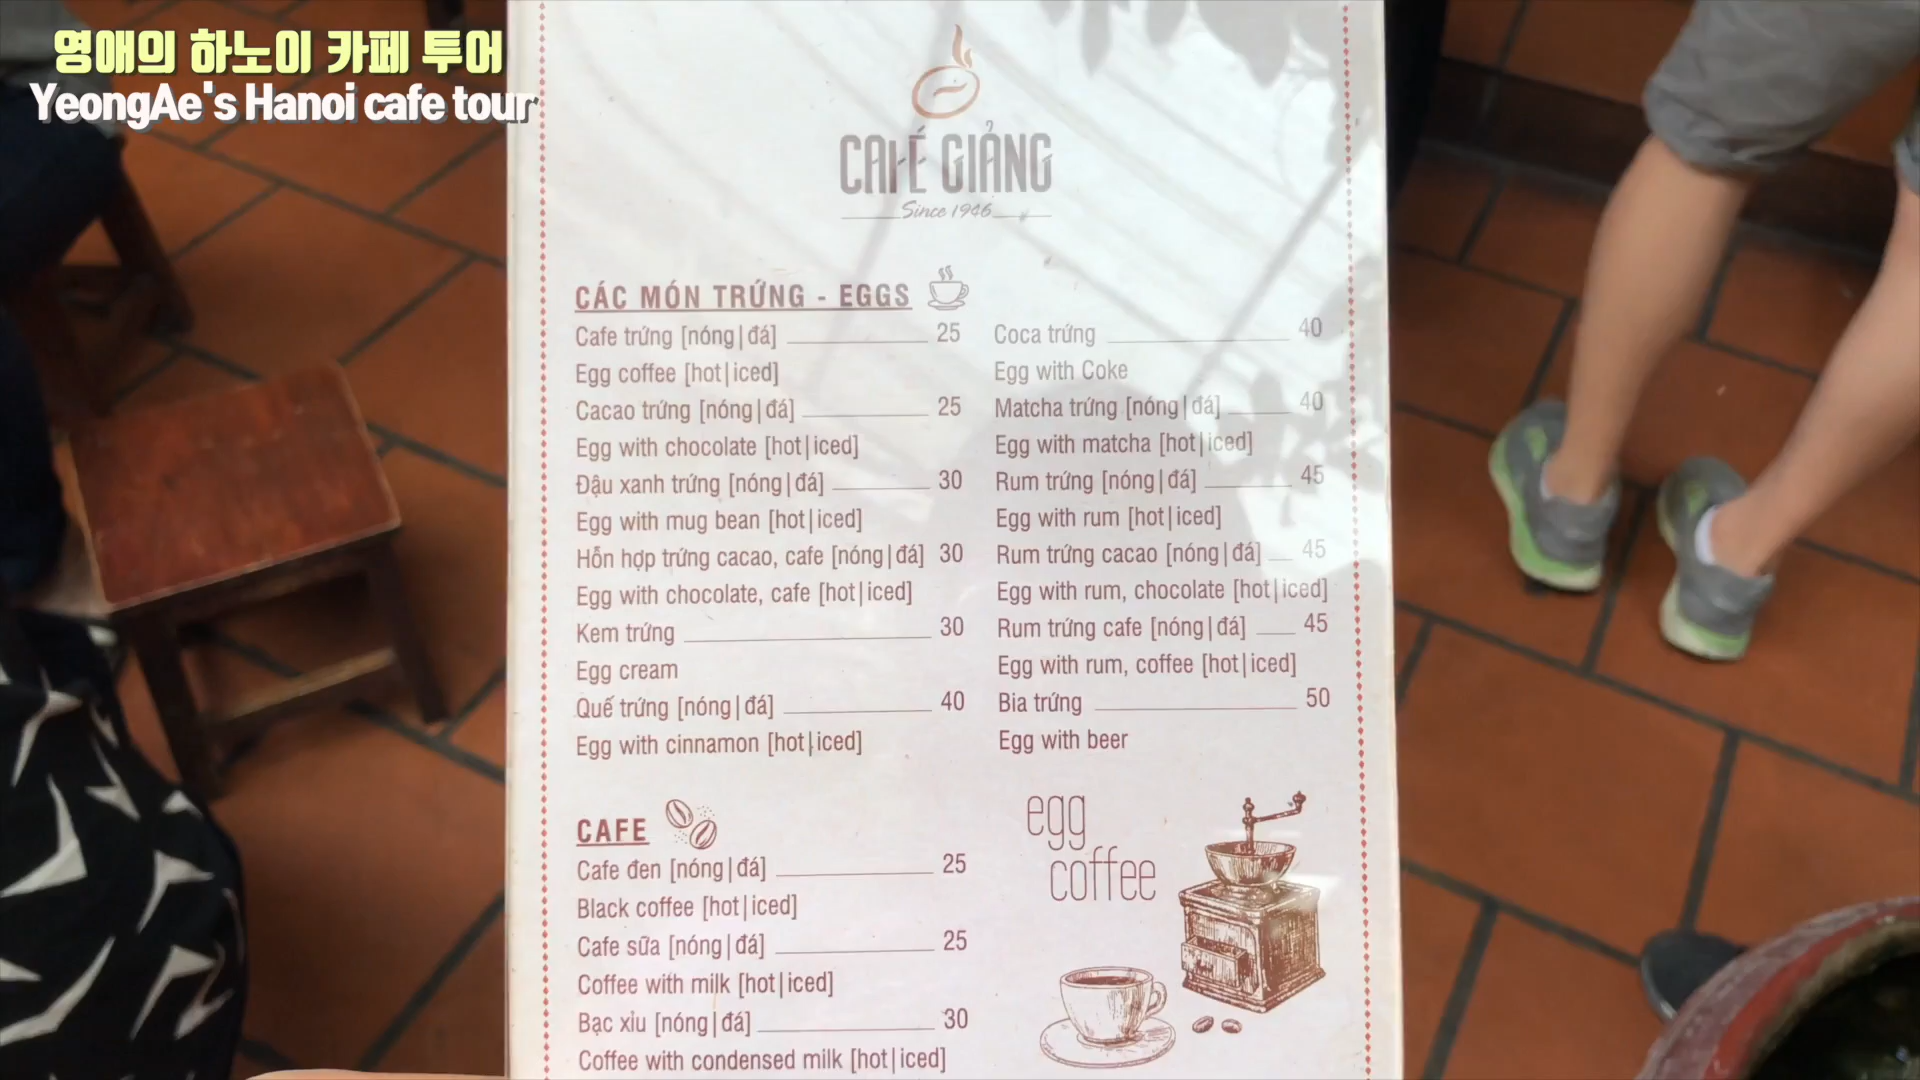 영애의 하노이 카페 투어
YeongAe's Hanoi cafe tour
CAFÉ GIẢNG
Since 1946
CÁC MÓN TRỨNG - EGGS
Cafe trứng [nóng|đá] 25
Egg coffee [hot|iced]
Cacao trứng [nóng|đá] 25
Egg with chocolate [hot|iced]
Đậu xanh trứng [nóng|đá] 30
Egg with mug bean [hot|iced]
Hỗn hợp trứng cacao, cafe [nóng|đá] 30
Egg with chocolate, cafe [hot|iced]
Kem trứng 30
Egg cream
Quế trứng [nóng|đá] 40
Egg with cinnamon [hot|iced]
Coca trứng 40
Egg with Coke
Matcha trứng [nóng|đá] 40
Egg with matcha [hot|iced]
Rum trứng [nóng|đá] 45
Egg with rum [hot|iced]
Rum trứng cacao [nóng|đá] 45
Egg with rum, chocolate [hot|iced]
Rum trứng cafe [nóng|đá] 45
Egg with rum, coffee [hot|iced]
Bia trứng 50
Egg with beer
CAFE
Cafe đen [nóng|đá] 25
Black coffee [hot|iced]
Cafe sữa [nóng|đá] 25
Coffee with milk [hot|iced]
Bạc xỉu [nóng|đá] 30
Coffee with condensed milk [hot|iced]
egg
coffee